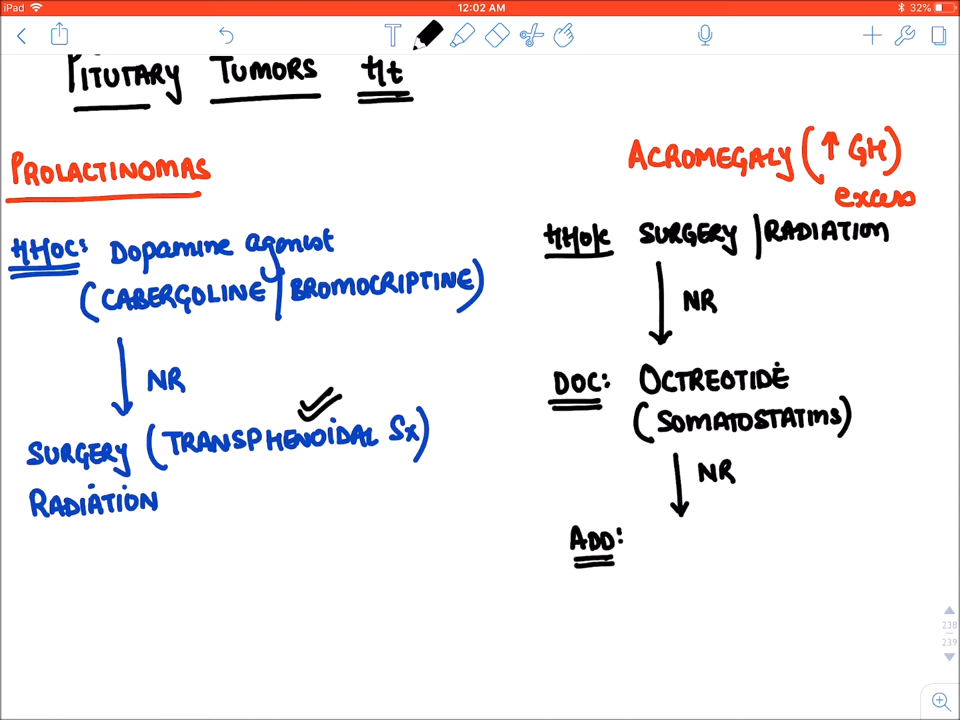 iPad
12:02 AM
32%
T
PITUTARY TUMORS
PROLACTINOMAS
Dopamine agonist
(CABERGOLINE / BROMOCRIPTINE)
NR
SURGERY (TRANSPHENOIDAL Sx)
RADIATION
ACROMEGALY (↑ GH)
excess
SURGERY | RADIATION
NR
DOC: OCTREOTIDE
(SOMATOSTATINS)
NR
ADD:
238
239